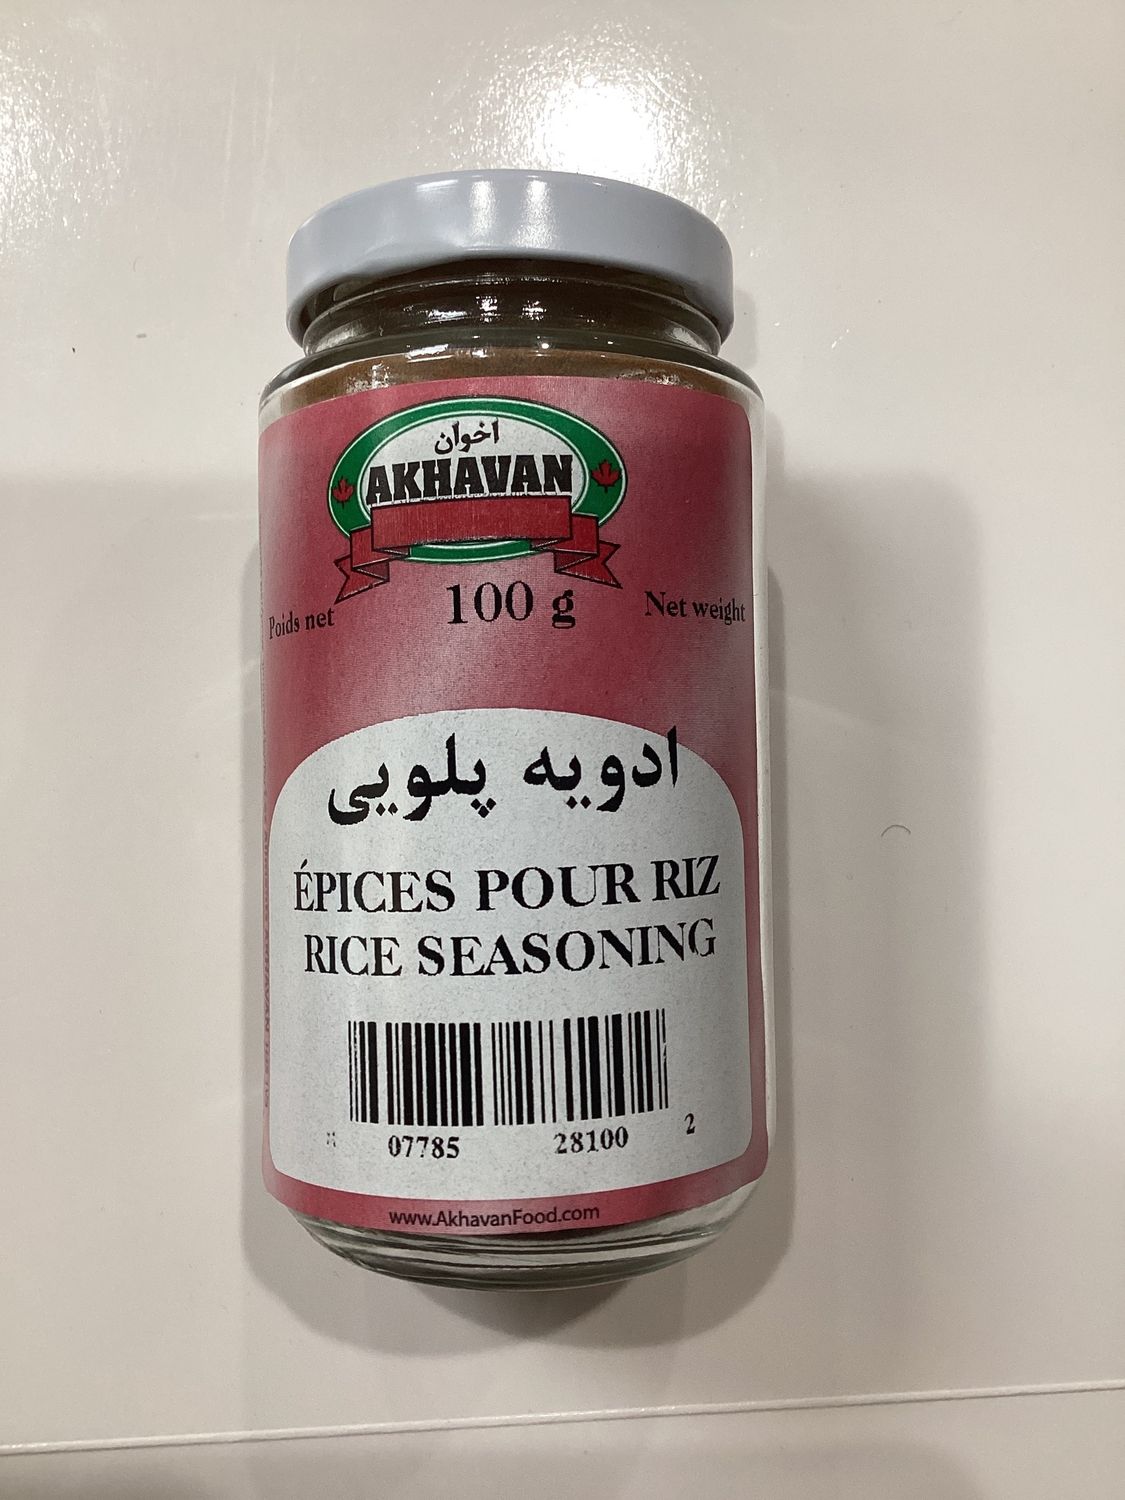 اخوان
AKHAVAN
Poids net 100 g Net weight
ادویه پلویی
ÉPICES POUR RIZ
RICE SEASONING
07785 28100 2
www.AkhavanFood.com